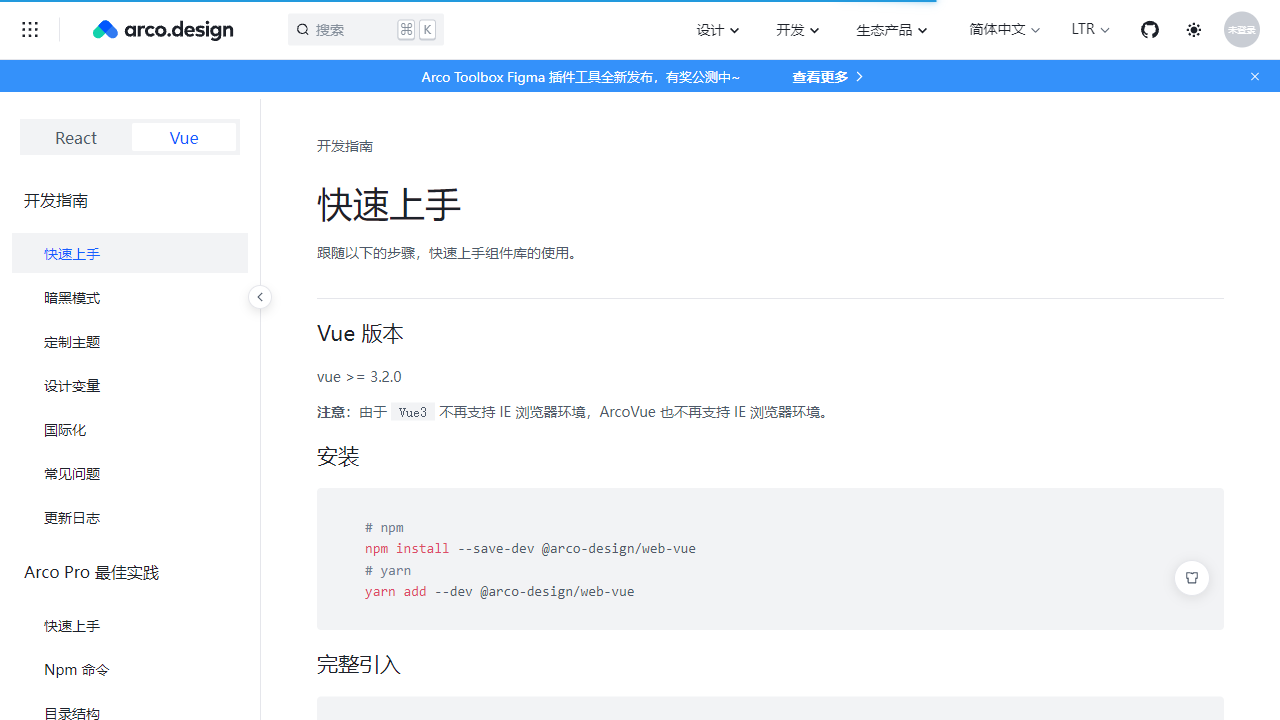 arco.design
搜索
⌘ K
设计
开发
生态产品
简体中文
LTR
未登录
Arco Toolbox Figma 插件工具全新发布，有奖公测中~
查看更多
React
Vue
开发指南
快速上手
暗黑模式
定制主题
设计变量
国际化
常见问题
更新日志
Arco Pro 最佳实践
快速上手
Npm 命令
目录结构
开发指南
快速上手
跟随以下的步骤，快速上手组件库的使用。
Vue 版本
vue >= 3.2.0
注意：由于 Vue3 不再支持 IE 浏览器环境，ArcoVue 也不再支持 IE 浏览器环境。
安装
# npm
npm install --save-dev @arco-design/web-vue
# yarn
yarn add --dev @arco-design/web-vue
完整引入